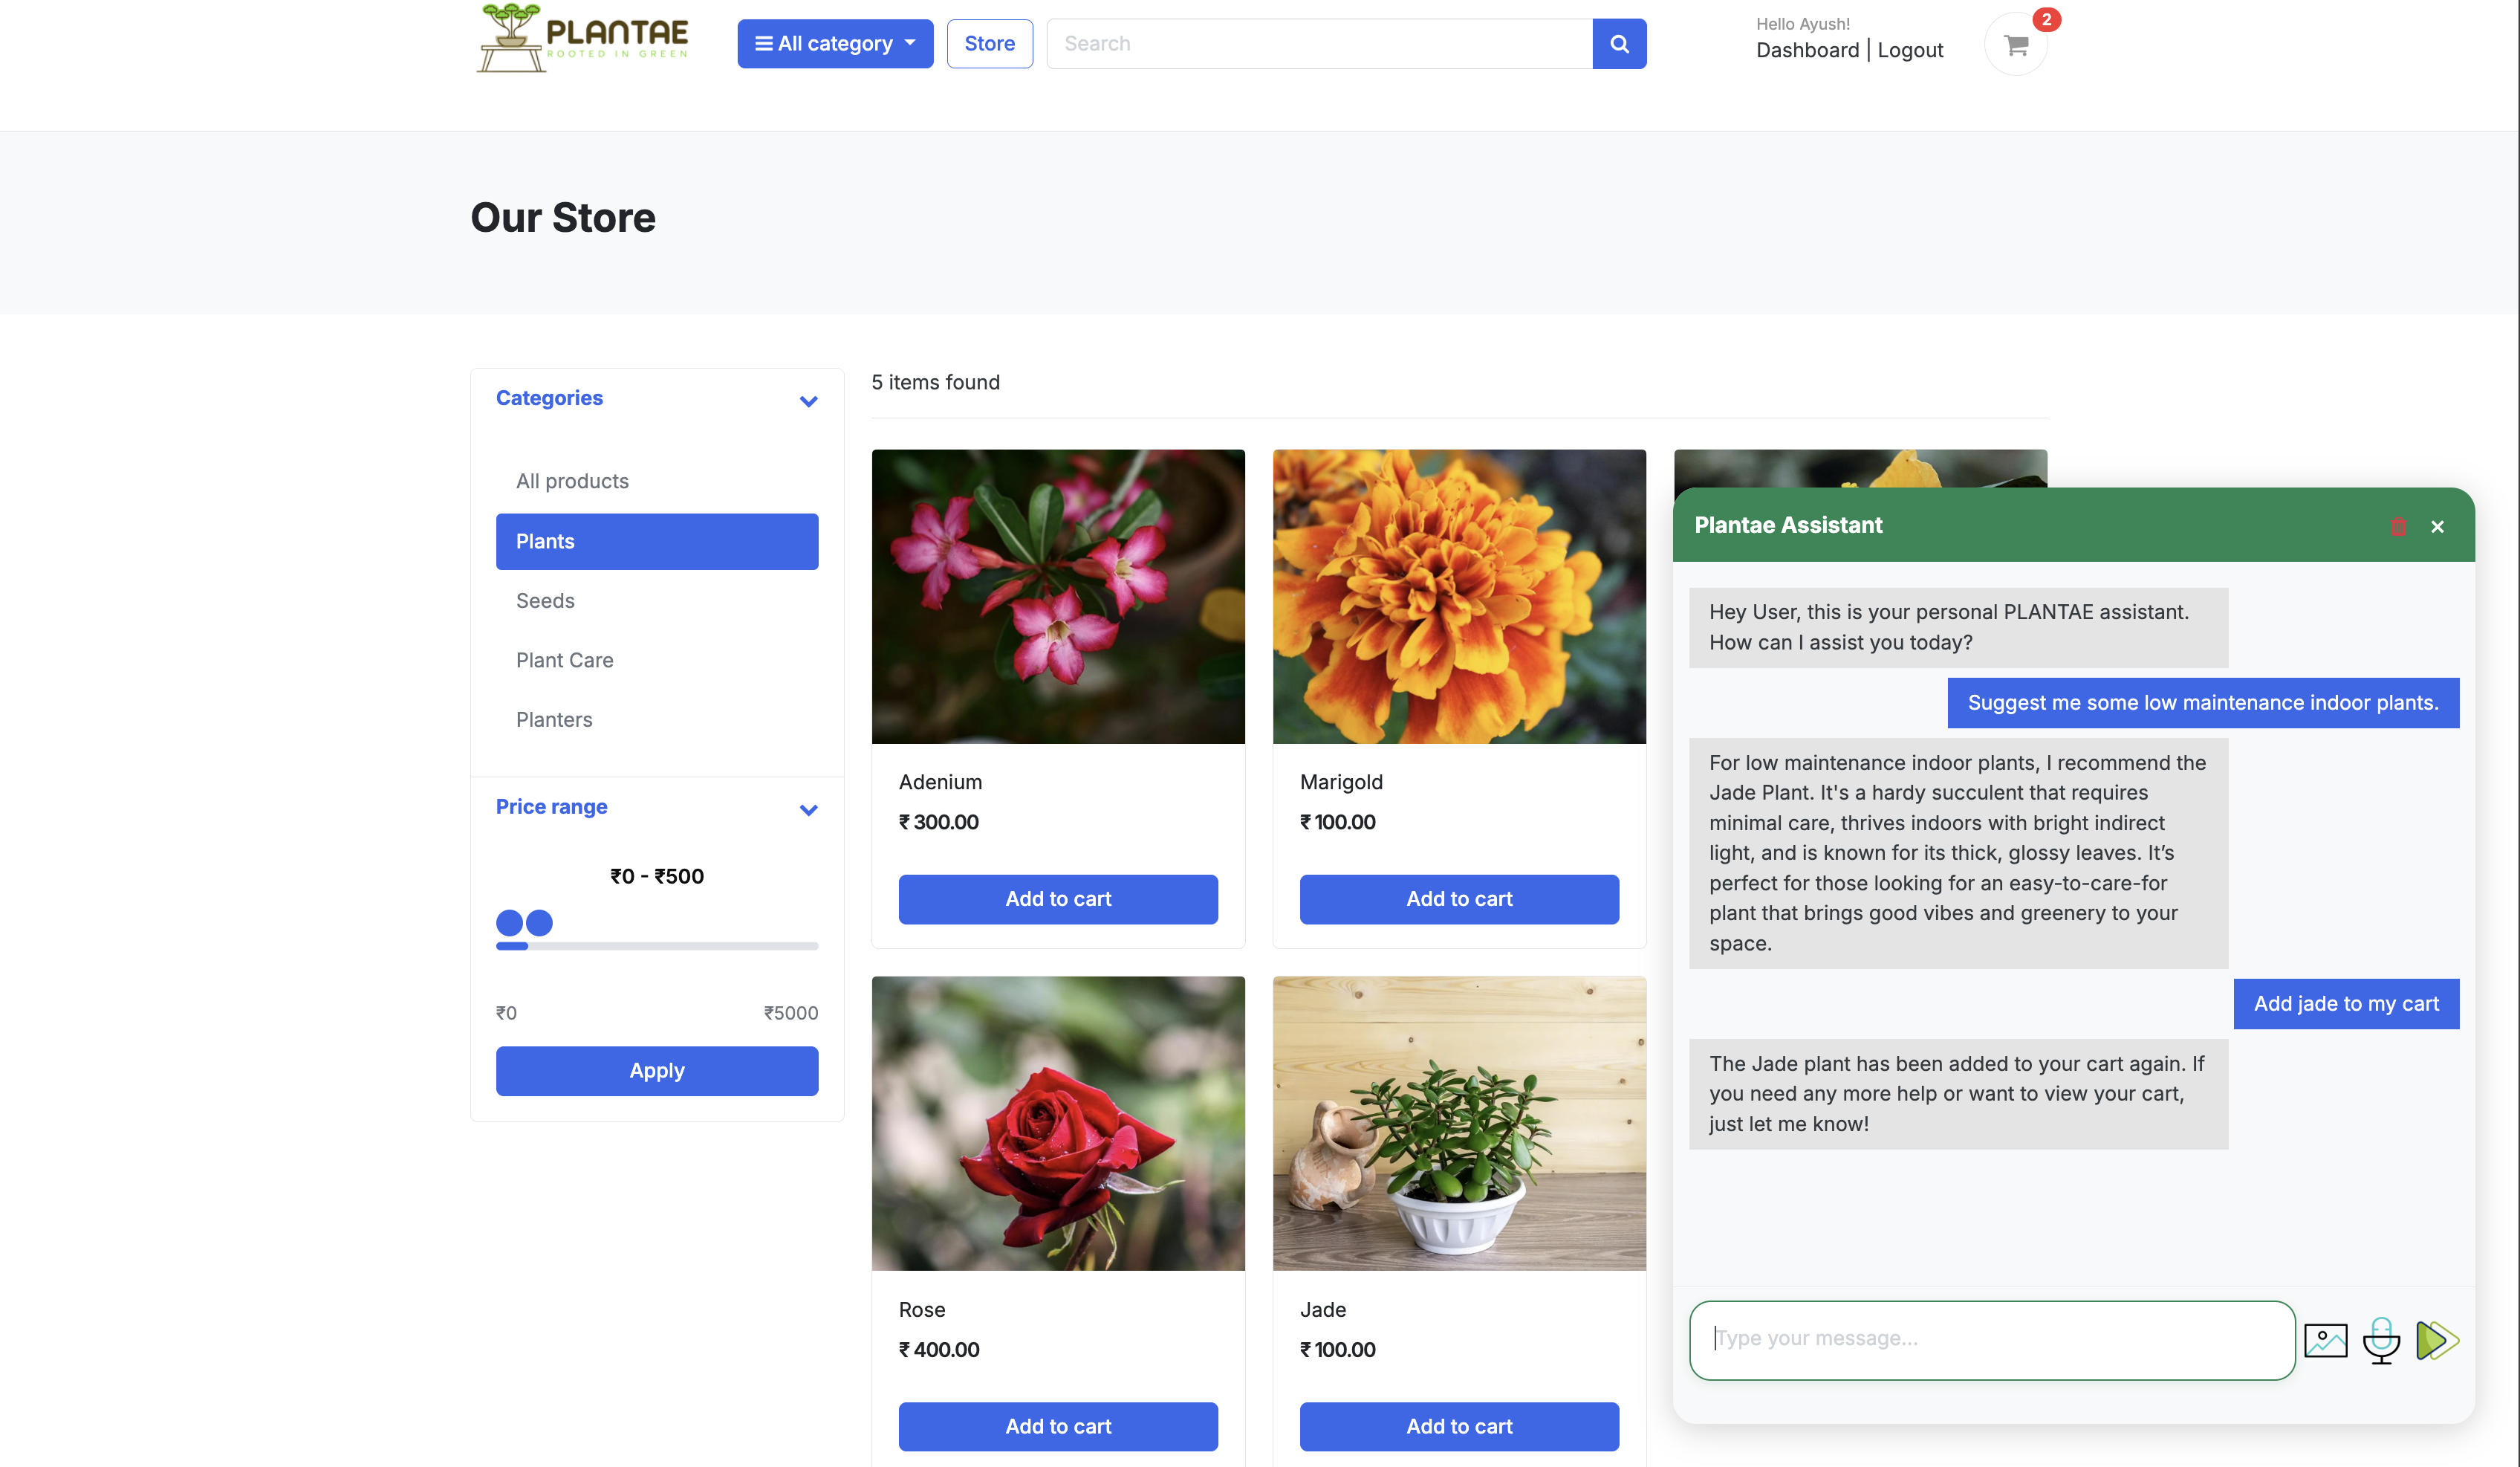 PLANTAE
ROOTED IN GREEN
All category
Store
Search
Hello Ayush!
Dashboard | Logout
2
Our Store
Categories
All products
Plants
Seeds
Plant Care
Planters
Price range
₹0 - ₹500
₹0 ₹5000
Apply
5 items found
Adenium
₹ 300.00
Add to cart
Marigold
₹ 100.00
Add to cart
Rose
₹ 400.00
Add to cart
Jade
₹ 100.00
Add to cart
Plantae Assistant
×
Hey User, this is your personal PLANTAE assistant.
How can I assist you today?
Suggest me some low maintenance indoor plants.
For low maintenance indoor plants, I recommend the
Jade Plant. It's a hardy succulent that requires
minimal care, thrives indoors with bright indirect
light, and is known for its thick, glossy leaves. It’s
perfect for those looking for an easy-to-care-for
plant that brings good vibes and greenery to your
space.
Add jade to my cart
The Jade plant has been added to your cart again. If
you need any more help or want to view your cart,
just let me know!
Type your message...